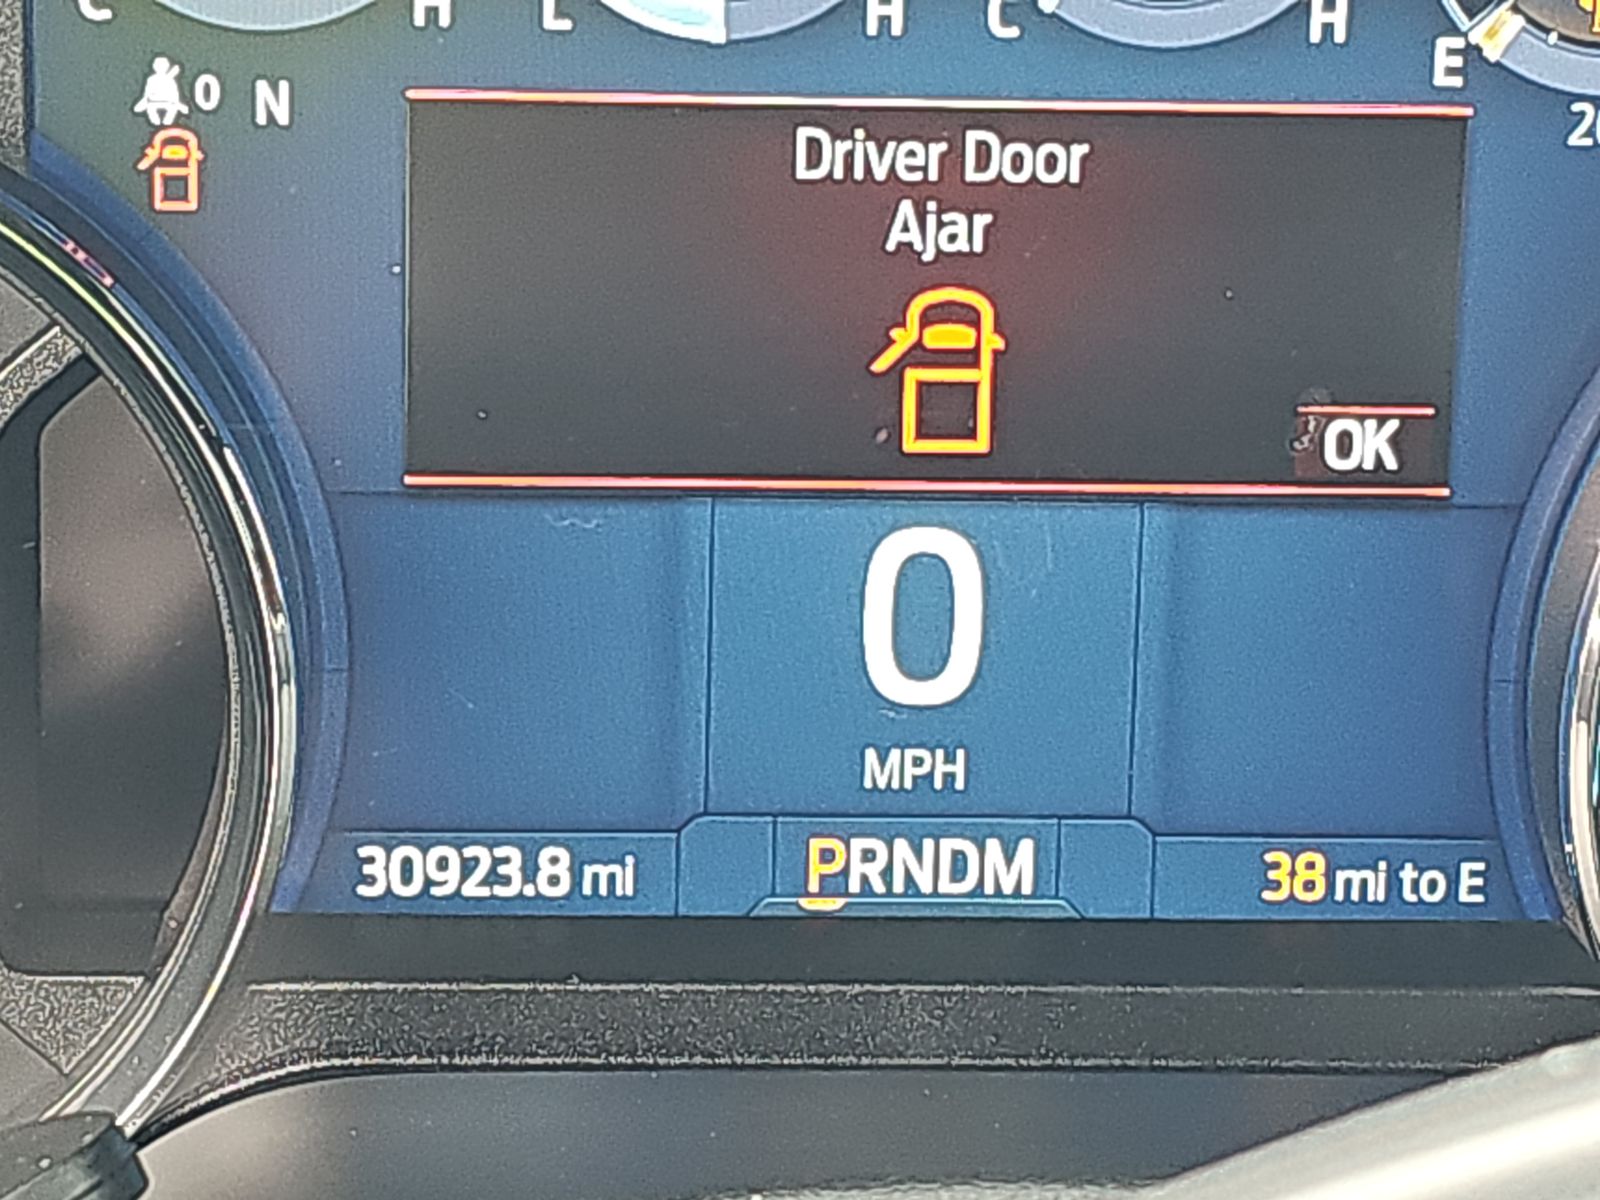 C H L H C H
E
0 N
Driver Door
Ajar
OK
0
MPH
30923.8 mi PRNDM 38 mi to E